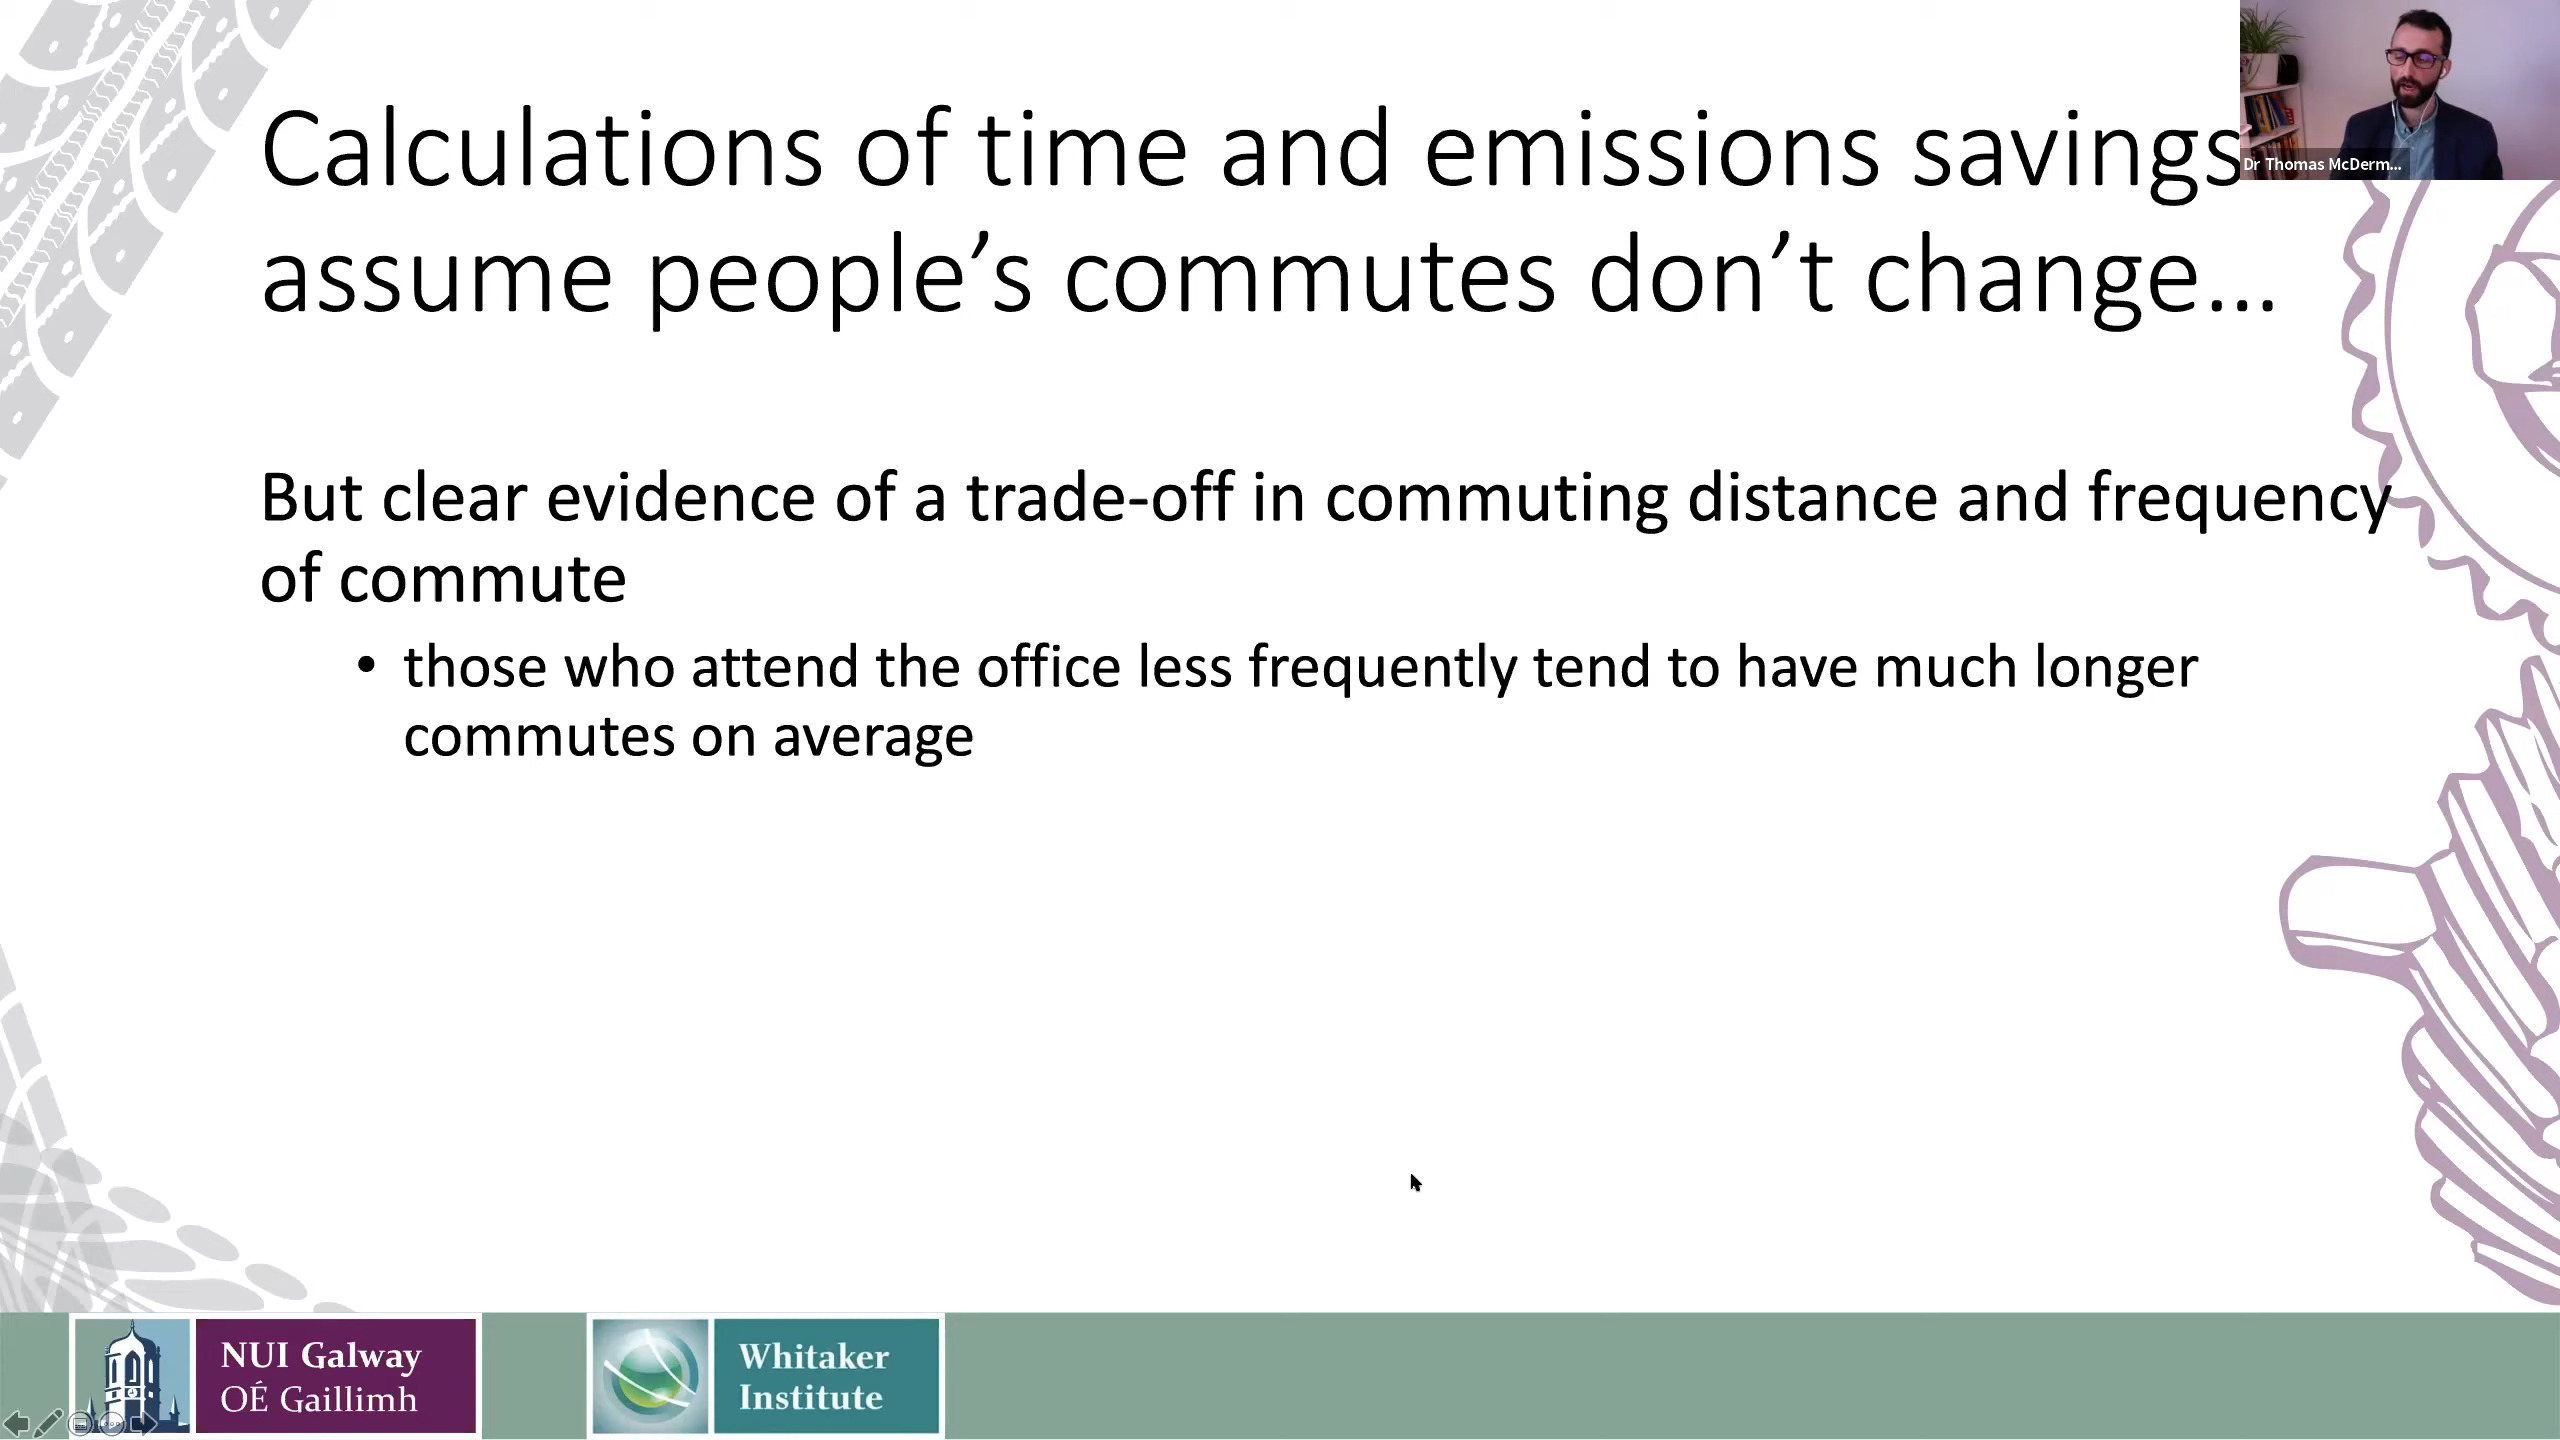 Calculations of time and emissions savings
assume people’s commutes don’t change…
Dr Thomas McDerm...
But clear evidence of a trade-off in commuting distance and frequency
of commute
• those who attend the office less frequently tend to have much longer
commutes on average
NUI Galway
OÉ Gaillimh
Whitaker
Institute